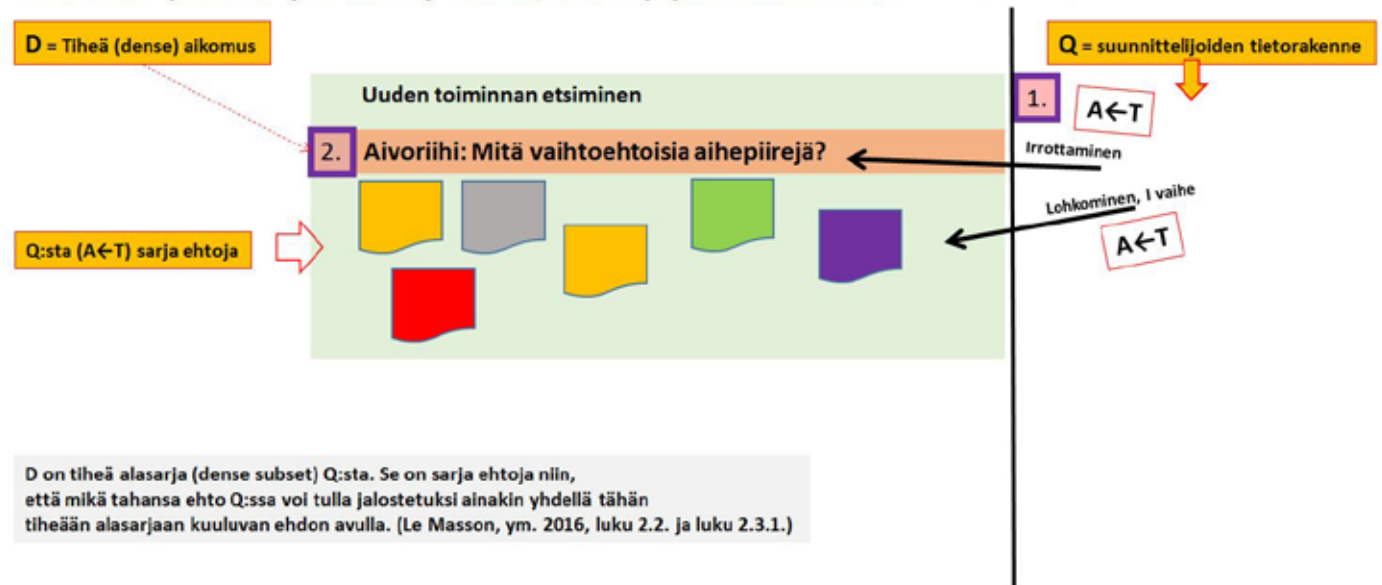 D = Tiheä (dense) aikomus
Q = suunnittelijoiden tietorakenne
Uuden toiminnan etsiminen
1.
A←T
2.
Aivoriihi: Mitä vaihtoehtoisia aihepiirejä?
Irrottaminen
Lohkominen, I vaihe
A←T
Q:sta (A←T) sarja ehtoja
D on tiheä alasarja (dense subset) Q:sta. Se on sarja ehtoja niin,
että mikä tahansa ehto Q:ssa voi tulla jalostetuksi ainakin yhdellä tähän
tiheään alasarjaan kuuluvan ehdon avulla. (Le Masson, ym. 2016, luku 2.2. ja luku 2.3.1.)